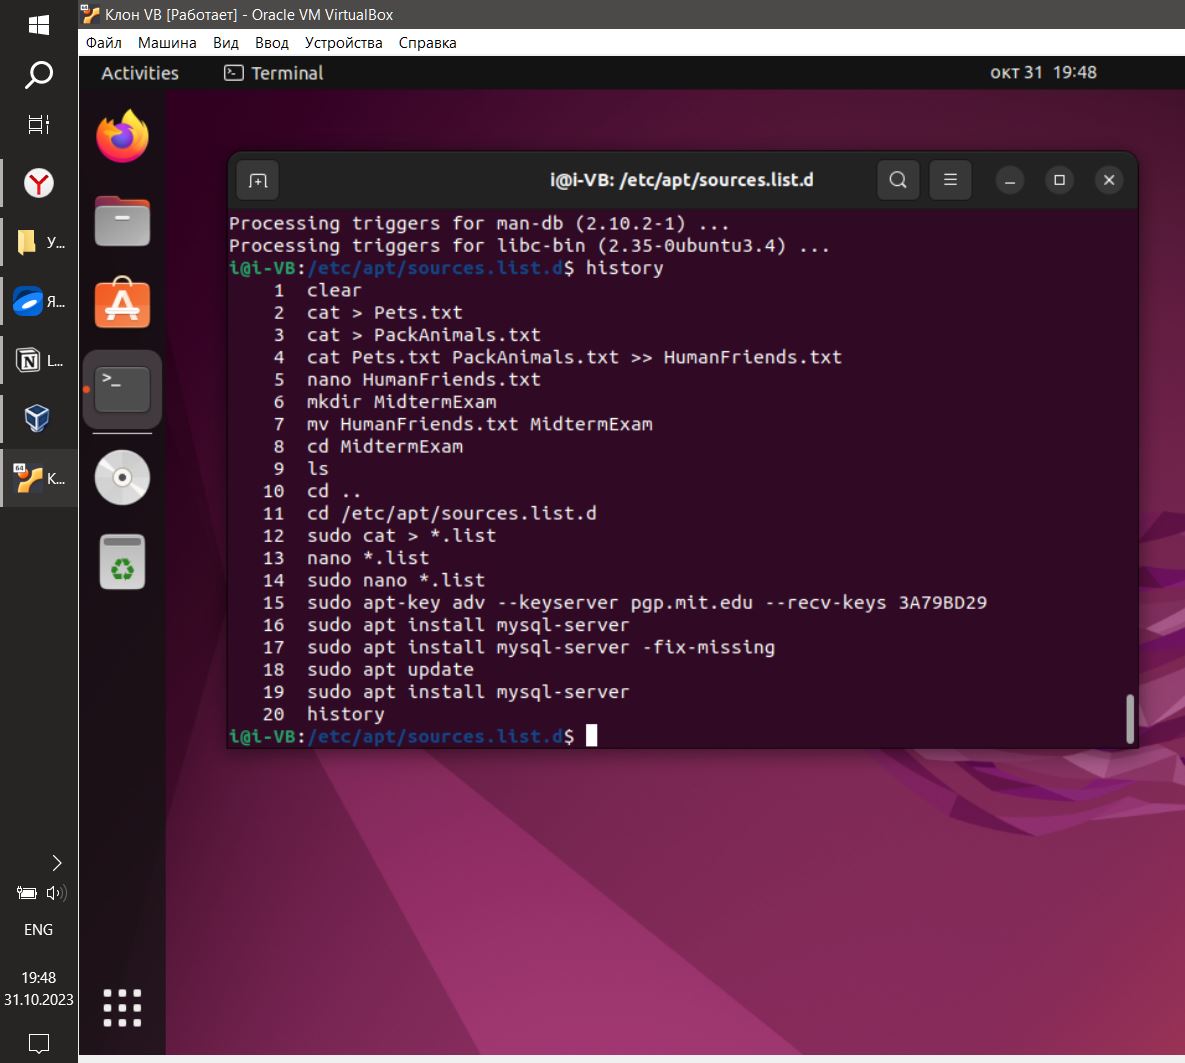 Клон VB [Работает] - Oracle VM VirtualBox
Файл Машина Вид Ввод Устройства Справка
Activities Terminal окт 31 19:48
i@i-VB: /etc/apt/sources.list.d
Processing triggers for man-db (2.10.2-1) ...
Processing triggers for libc-bin (2.35-0ubuntu3.4) ...
i@i-VB:/etc/apt/sources.list.d$ history
1 clear
2 cat > Pets.txt
3 cat > PackAnimals.txt
4 cat Pets.txt PackAnimals.txt >> HumanFriends.txt
5 nano HumanFriends.txt
6 mkdir MidtermExam
7 mv HumanFriends.txt MidtermExam
8 cd MidtermExam
9 ls
10 cd ..
11 cd /etc/apt/sources.list.d
12 sudo cat > *.list
13 nano *.list
14 sudo nano *.list
15 sudo apt-key adv --keyserver pgp.mit.edu --recv-keys 3A79BD29
16 sudo apt install mysql-server
17 sudo apt install mysql-server -fix-missing
18 sudo apt update
19 sudo apt install mysql-server
20 history
i@i-VB:/etc/apt/sources.list.d$
У...
Я...
L...
64
К...
ENG
19:48
31.10.2023